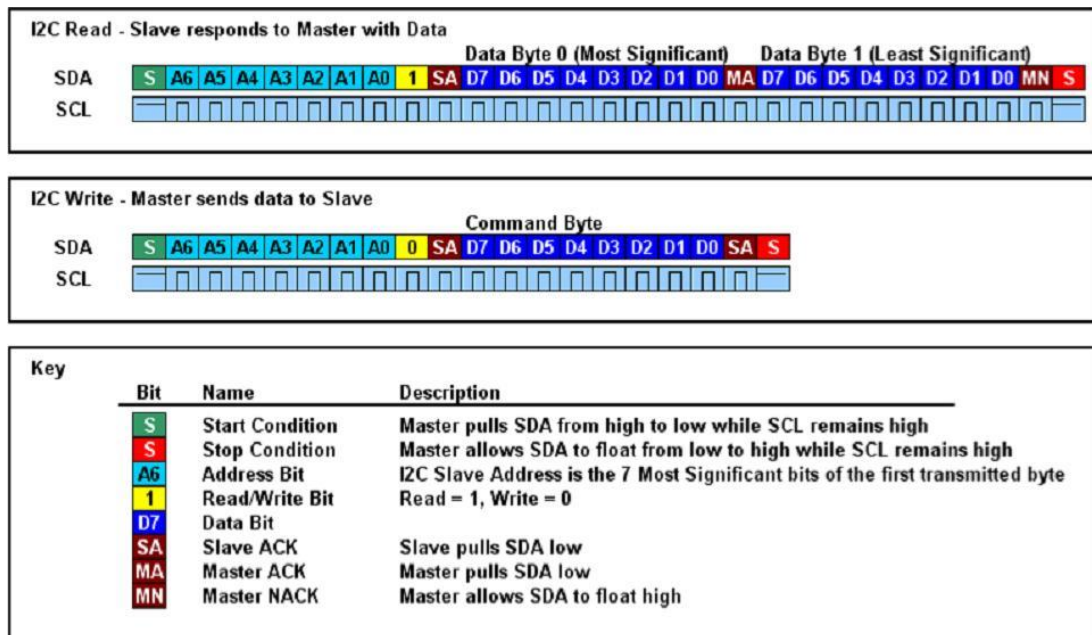 I2C Read - Slave responds to Master with Data
Data Byte 0 (Most Significant) Data Byte 1 (Least Significant)
SDA S A6 A5 A4 A3 A2 A1 A0 1 SA D7 D6 D5 D4 D3 D2 D1 D0 MA D7 D6 D5 D4 D3 D2 D1 D0 MN S
SCL
I2C Write - Master sends data to Slave
Command Byte
SDA S A6 A5 A4 A3 A2 A1 A0 0 SA D7 D6 D5 D4 D3 D2 D1 D0 SA S
SCL
Key
Bit Name Description
S Start Condition Master pulls SDA from high to low while SCL remains high
S Stop Condition Master allows SDA to float from low to high while SCL remains high
A6 Address Bit I2C Slave Address is the 7 Most Significant bits of the first transmitted byte
1 Read/Write Bit Read = 1, Write = 0
D7 Data Bit
SA Slave ACK Slave pulls SDA low
MA Master ACK Master pulls SDA low
MN Master NACK Master allows SDA to float high